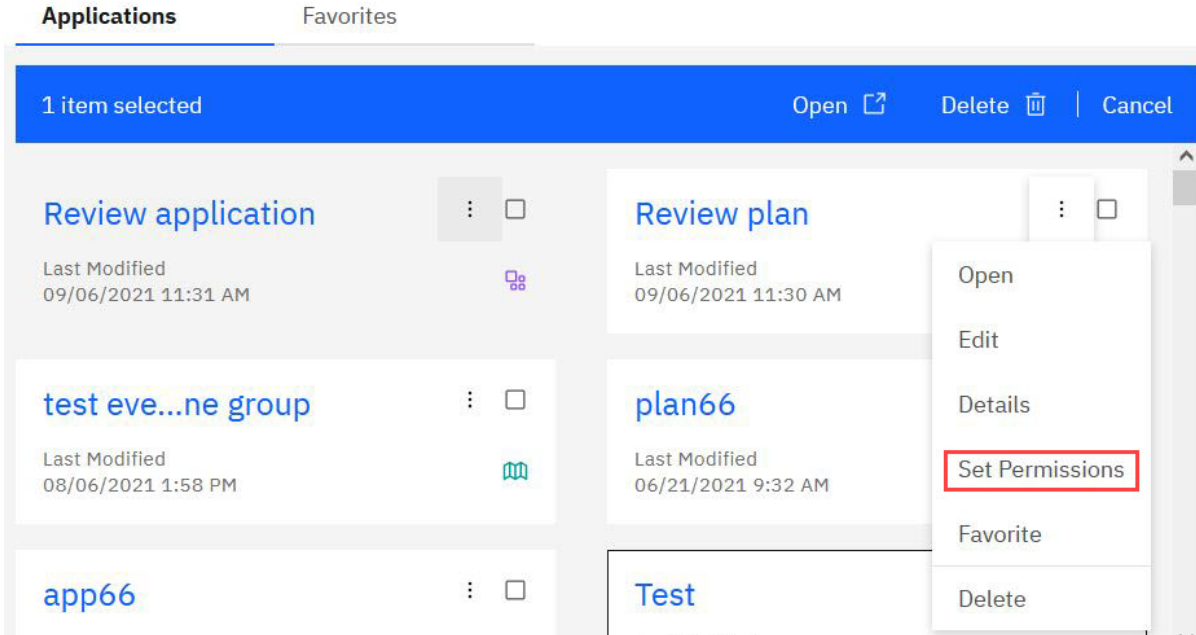 Applications Favorites
1 item selected Open Delete Cancel
Review application
Last Modified
09/06/2021 11:31 AM
Review plan
Last Modified
09/06/2021 11:30 AM
Open
Edit
Details
Set Permissions
Favorite
Delete
test eve...ne group
Last Modified
08/06/2021 1:58 PM
plan66
Last Modified
06/21/2021 9:32 AM
app66
Test